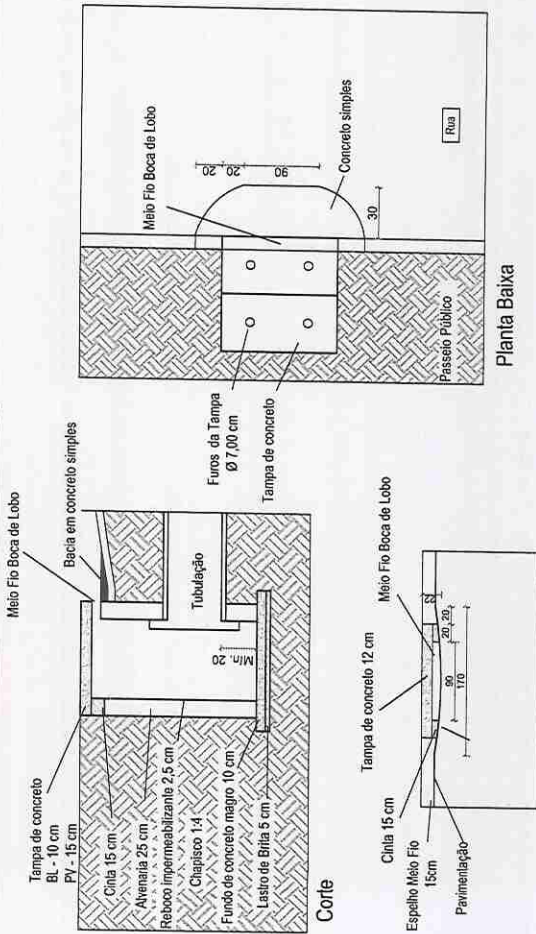 Meio Fio Boca de Lobo
Bacia em concreto simples
Tampa de concreto
BL - 10 cm
PV - 15 cm
Cinta 15 cm
Alvenaria 25 cm
Reboco impermeabilizante 2,5 cm
Chapisco 1:4
Fundo de concreto magro 10 cm
Lastro de Brita 5 cm
Tubulação
Mín. 20
Corte
Furos da Tampa
Ø 7,00 cm
Tampa de concreto
Meio Fio Boca de Lobo
20
20
90
Concreto simples
30
Rua
Passeio Público
Planta Baixa
Tampa de concreto 12 cm
Meio Fio Boca de Lobo
Cinta 15 cm
Espelho Meio Fio
15cm
Pavimentação
90
20
20
170